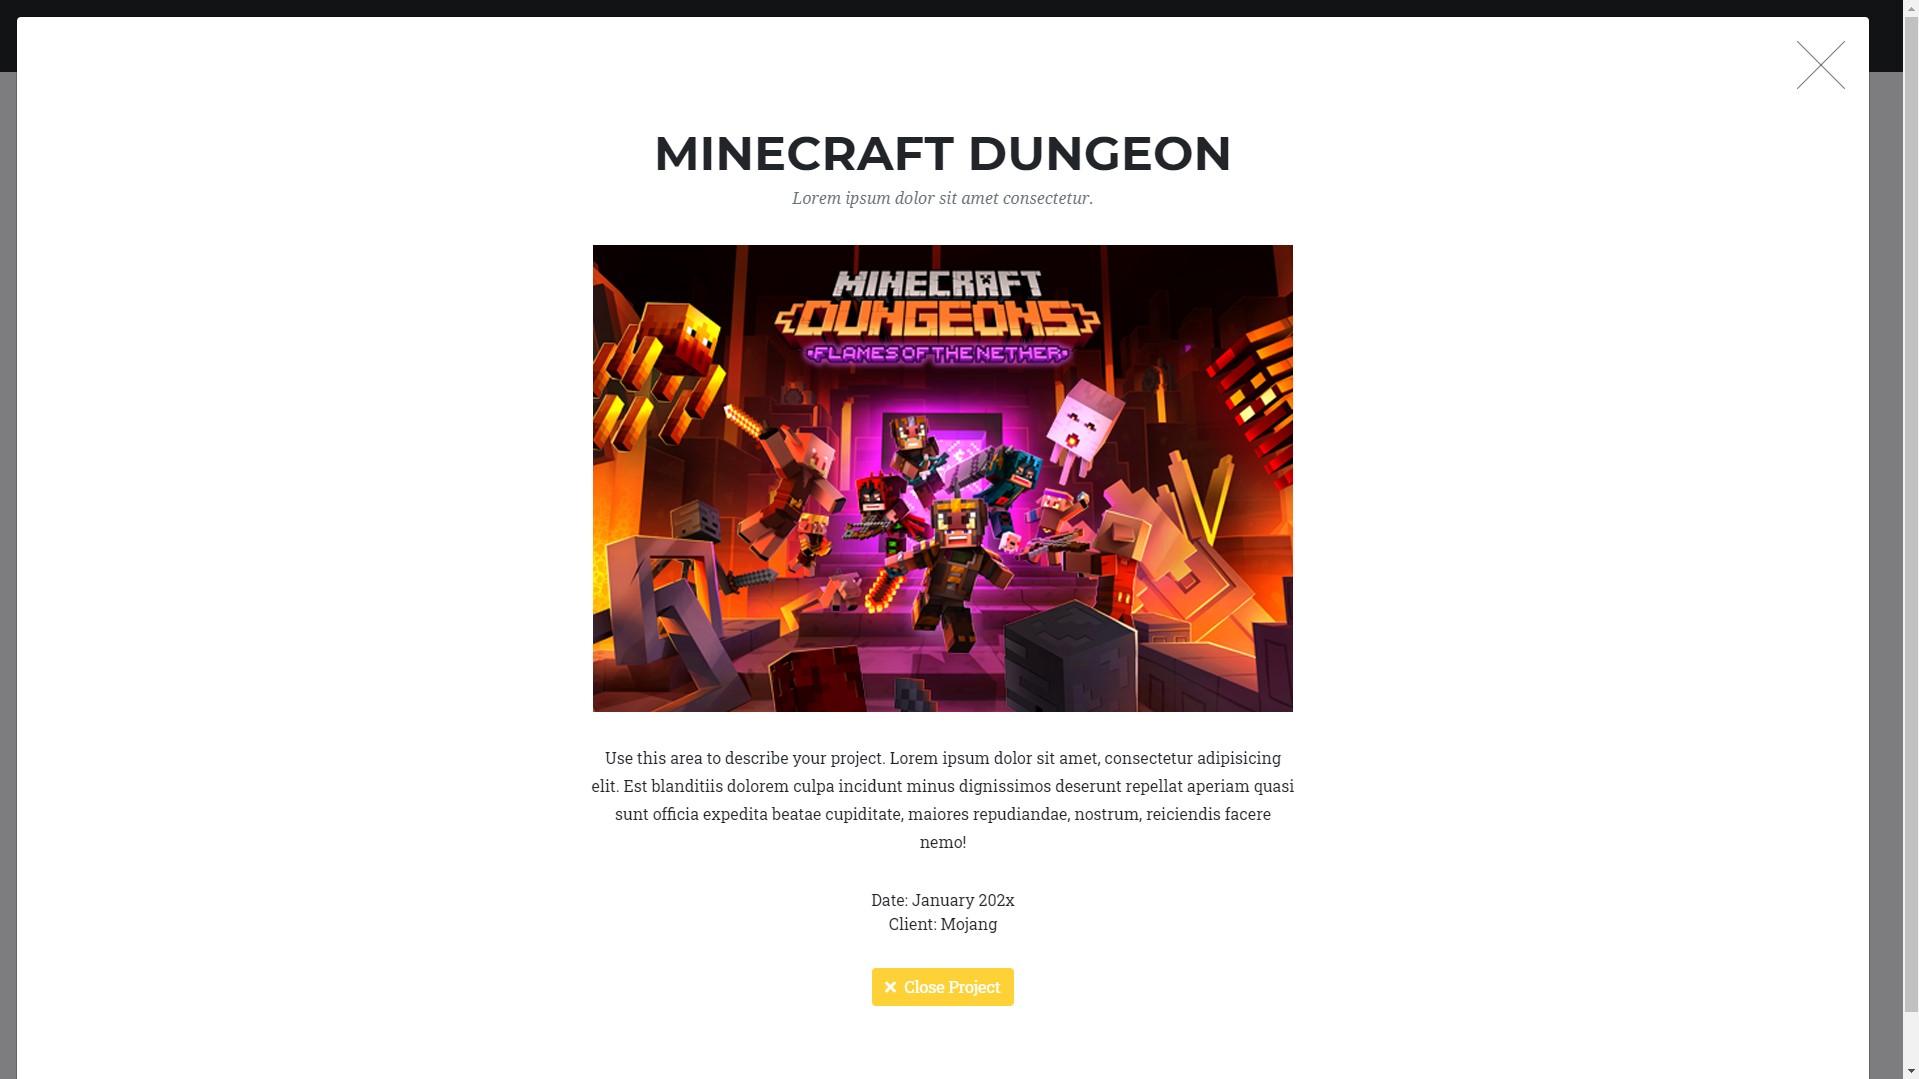 MINECRAFT DUNGEON
Lorem ipsum dolor sit amet consectetur.
MINECRAFT
DUNGEONS
FLAMES OF THE NETHER
Use this area to describe your project. Lorem ipsum dolor sit amet, consectetur adipisicing
elit. Est blanditiis dolorem culpa incidunt minus dignissimos deserunt repellat aperiam quasi
sunt officia expedita beatae cupiditate, maiores repudiandae, nostrum, reiciendis facere
nemo!
Date: January 202x
Client: Mojang
Close Project